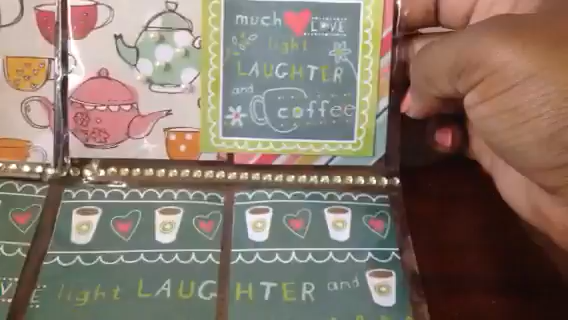 much LOVE
light
LAUGHTER
and
coffee
light LAUGHTER and